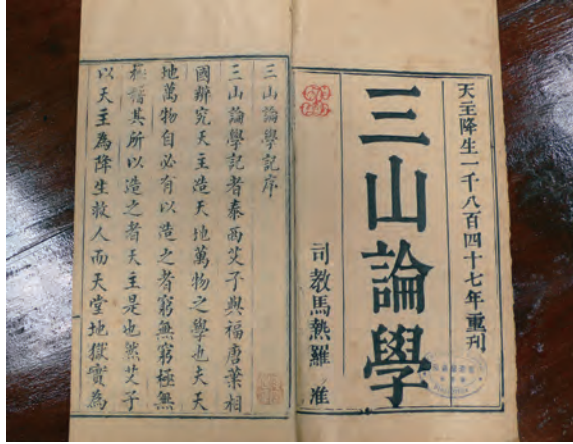 天主降生一千八百四十七年重刊
三山論學
司教馬熱羅 准
三山論學記序
三山論學記者泰西艾子與福唐葉相
國辨究天主造天地萬物之學也夫天
地萬物自必有以造之者窮無窮極無
極譆其所以造之者天主是也然艾子
以天主為降生救人而天堂地獄實為